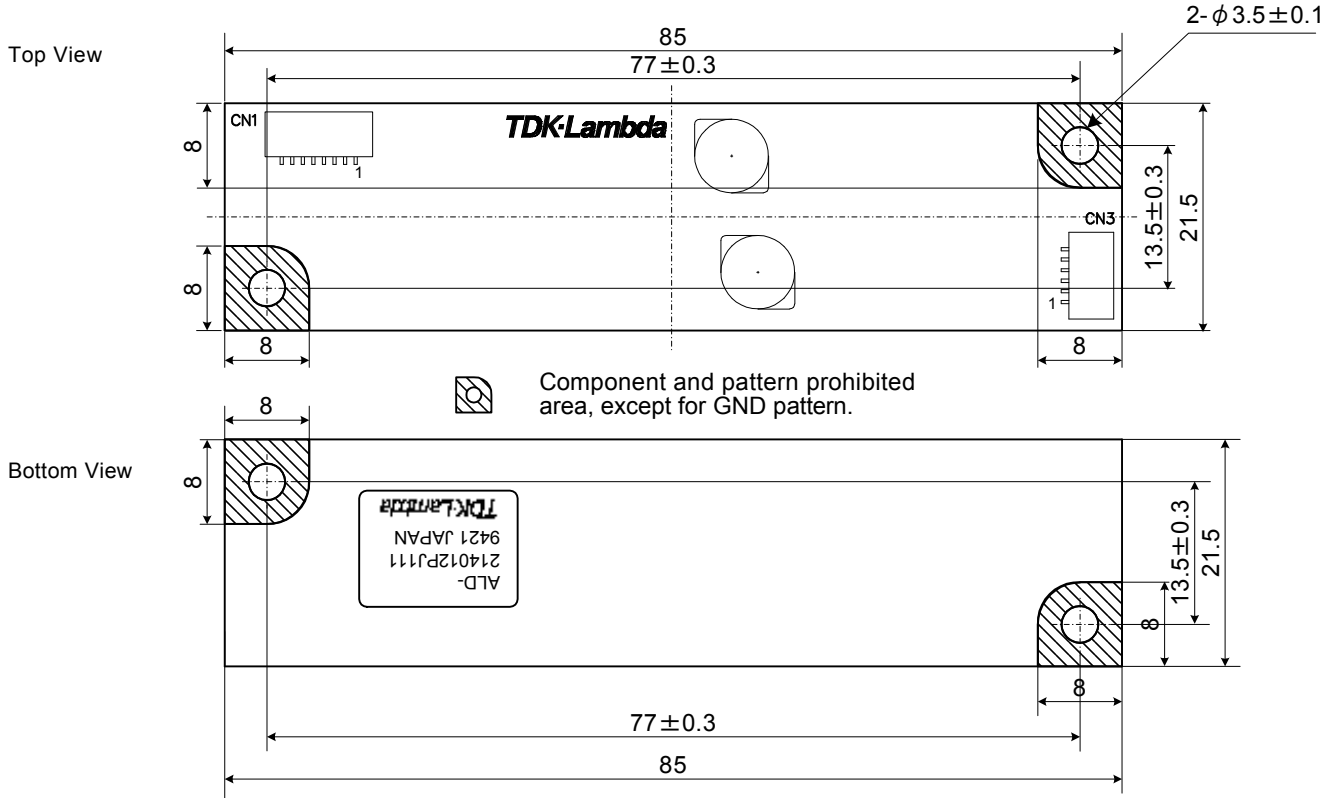 2-φ3.5±0.1
Top View
85
77±0.3
CN1
TDK·Lambda
8
1
CN3
13.5±0.3
21.5
8
1
8
8
Component and pattern prohibited
area, except for GND pattern.
8
Bottom View
8
TDK·Lambda
9421 JAPAN
214012PJ111
ALD-
13.5±0.3
21.5
8
8
77±0.3
85